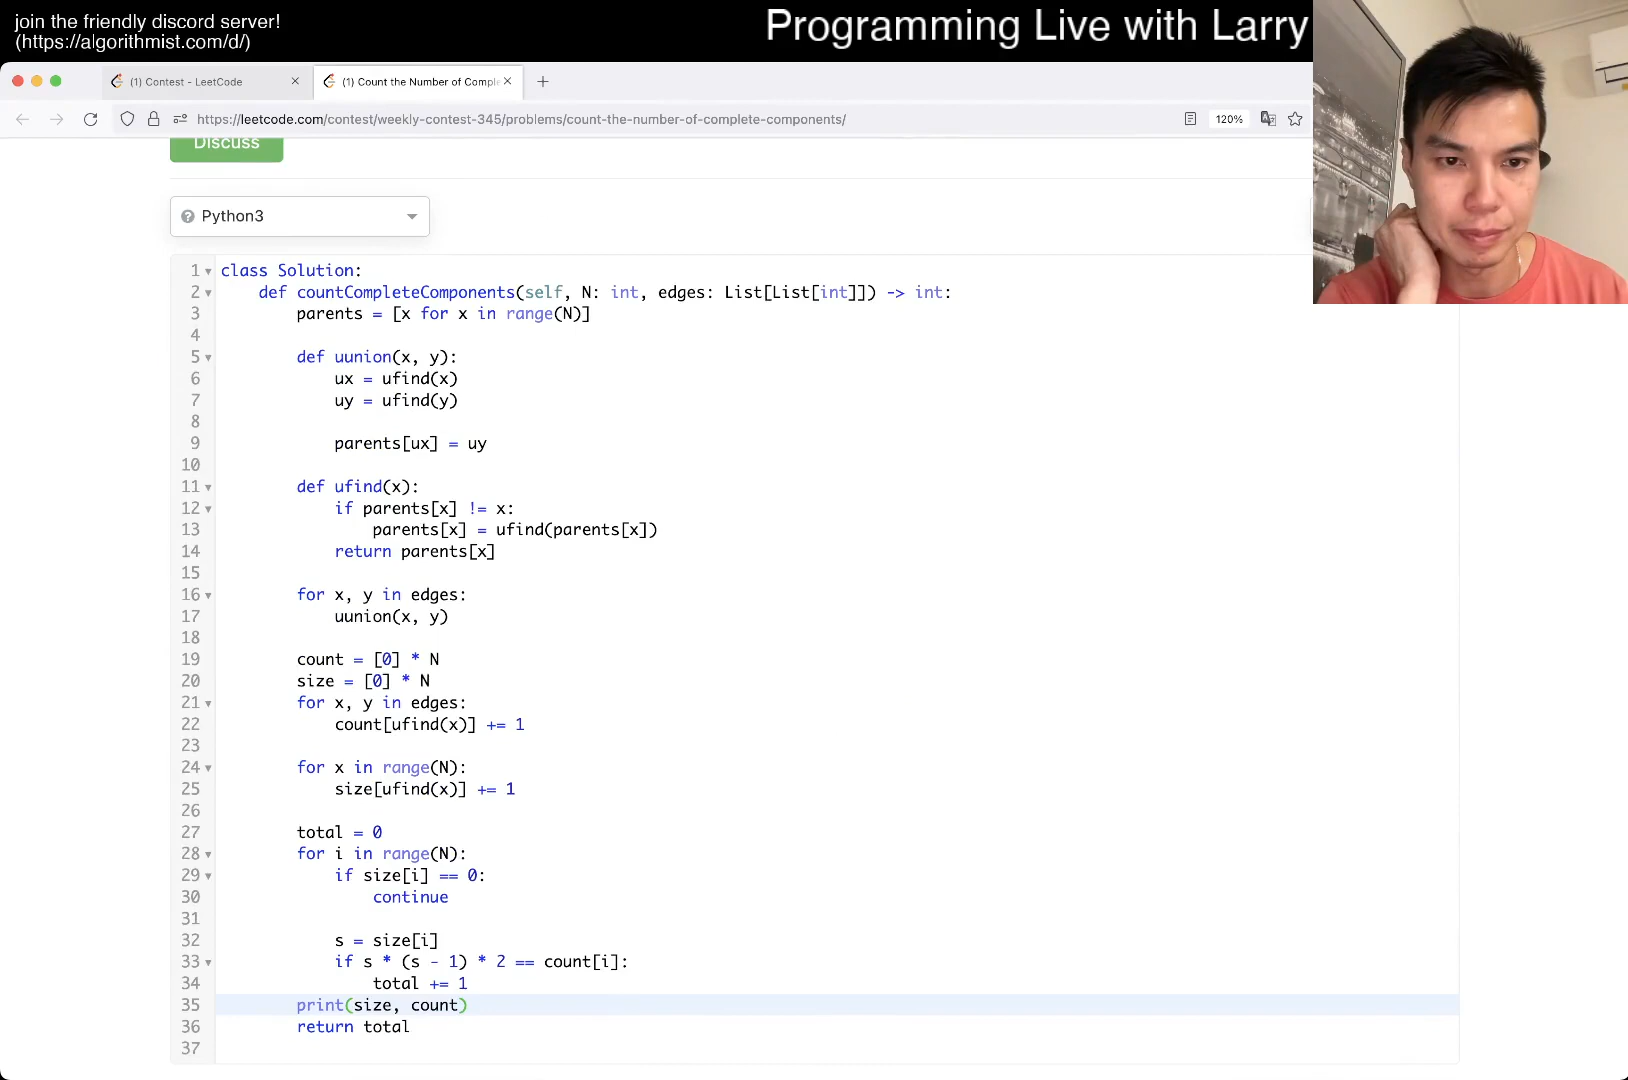 join the friendly discord server!
(https://algorithmist.com/d/)
Programming Live with Larry
(1) Contest - LeetCode
(1) Count the Number of Comple
https://leetcode.com/contest/weekly-contest-345/problems/count-the-number-of-complete-components/
120%
Discuss
Python3
1 class Solution:
2     def countCompleteComponents(self, N: int, edges: List[List[int]]) -> int:
3         parents = [x for x in range(N)]
4
5         def uunion(x, y):
6             ux = ufind(x)
7             uy = ufind(y)
8
9             parents[ux] = uy
10
11         def ufind(x):
12             if parents[x] != x:
13                 parents[x] = ufind(parents[x])
14             return parents[x]
15
16         for x, y in edges:
17             uunion(x, y)
18
19         count = [0] * N
20         size = [0] * N
21         for x, y in edges:
22             count[ufind(x)] += 1
23
24         for x in range(N):
25             size[ufind(x)] += 1
26
27         total = 0
28         for i in range(N):
29             if size[i] == 0:
30                 continue
31
32             s = size[i]
33             if s * (s - 1) * 2 == count[i]:
34                 total += 1
35         print(size, count)
36         return total
37